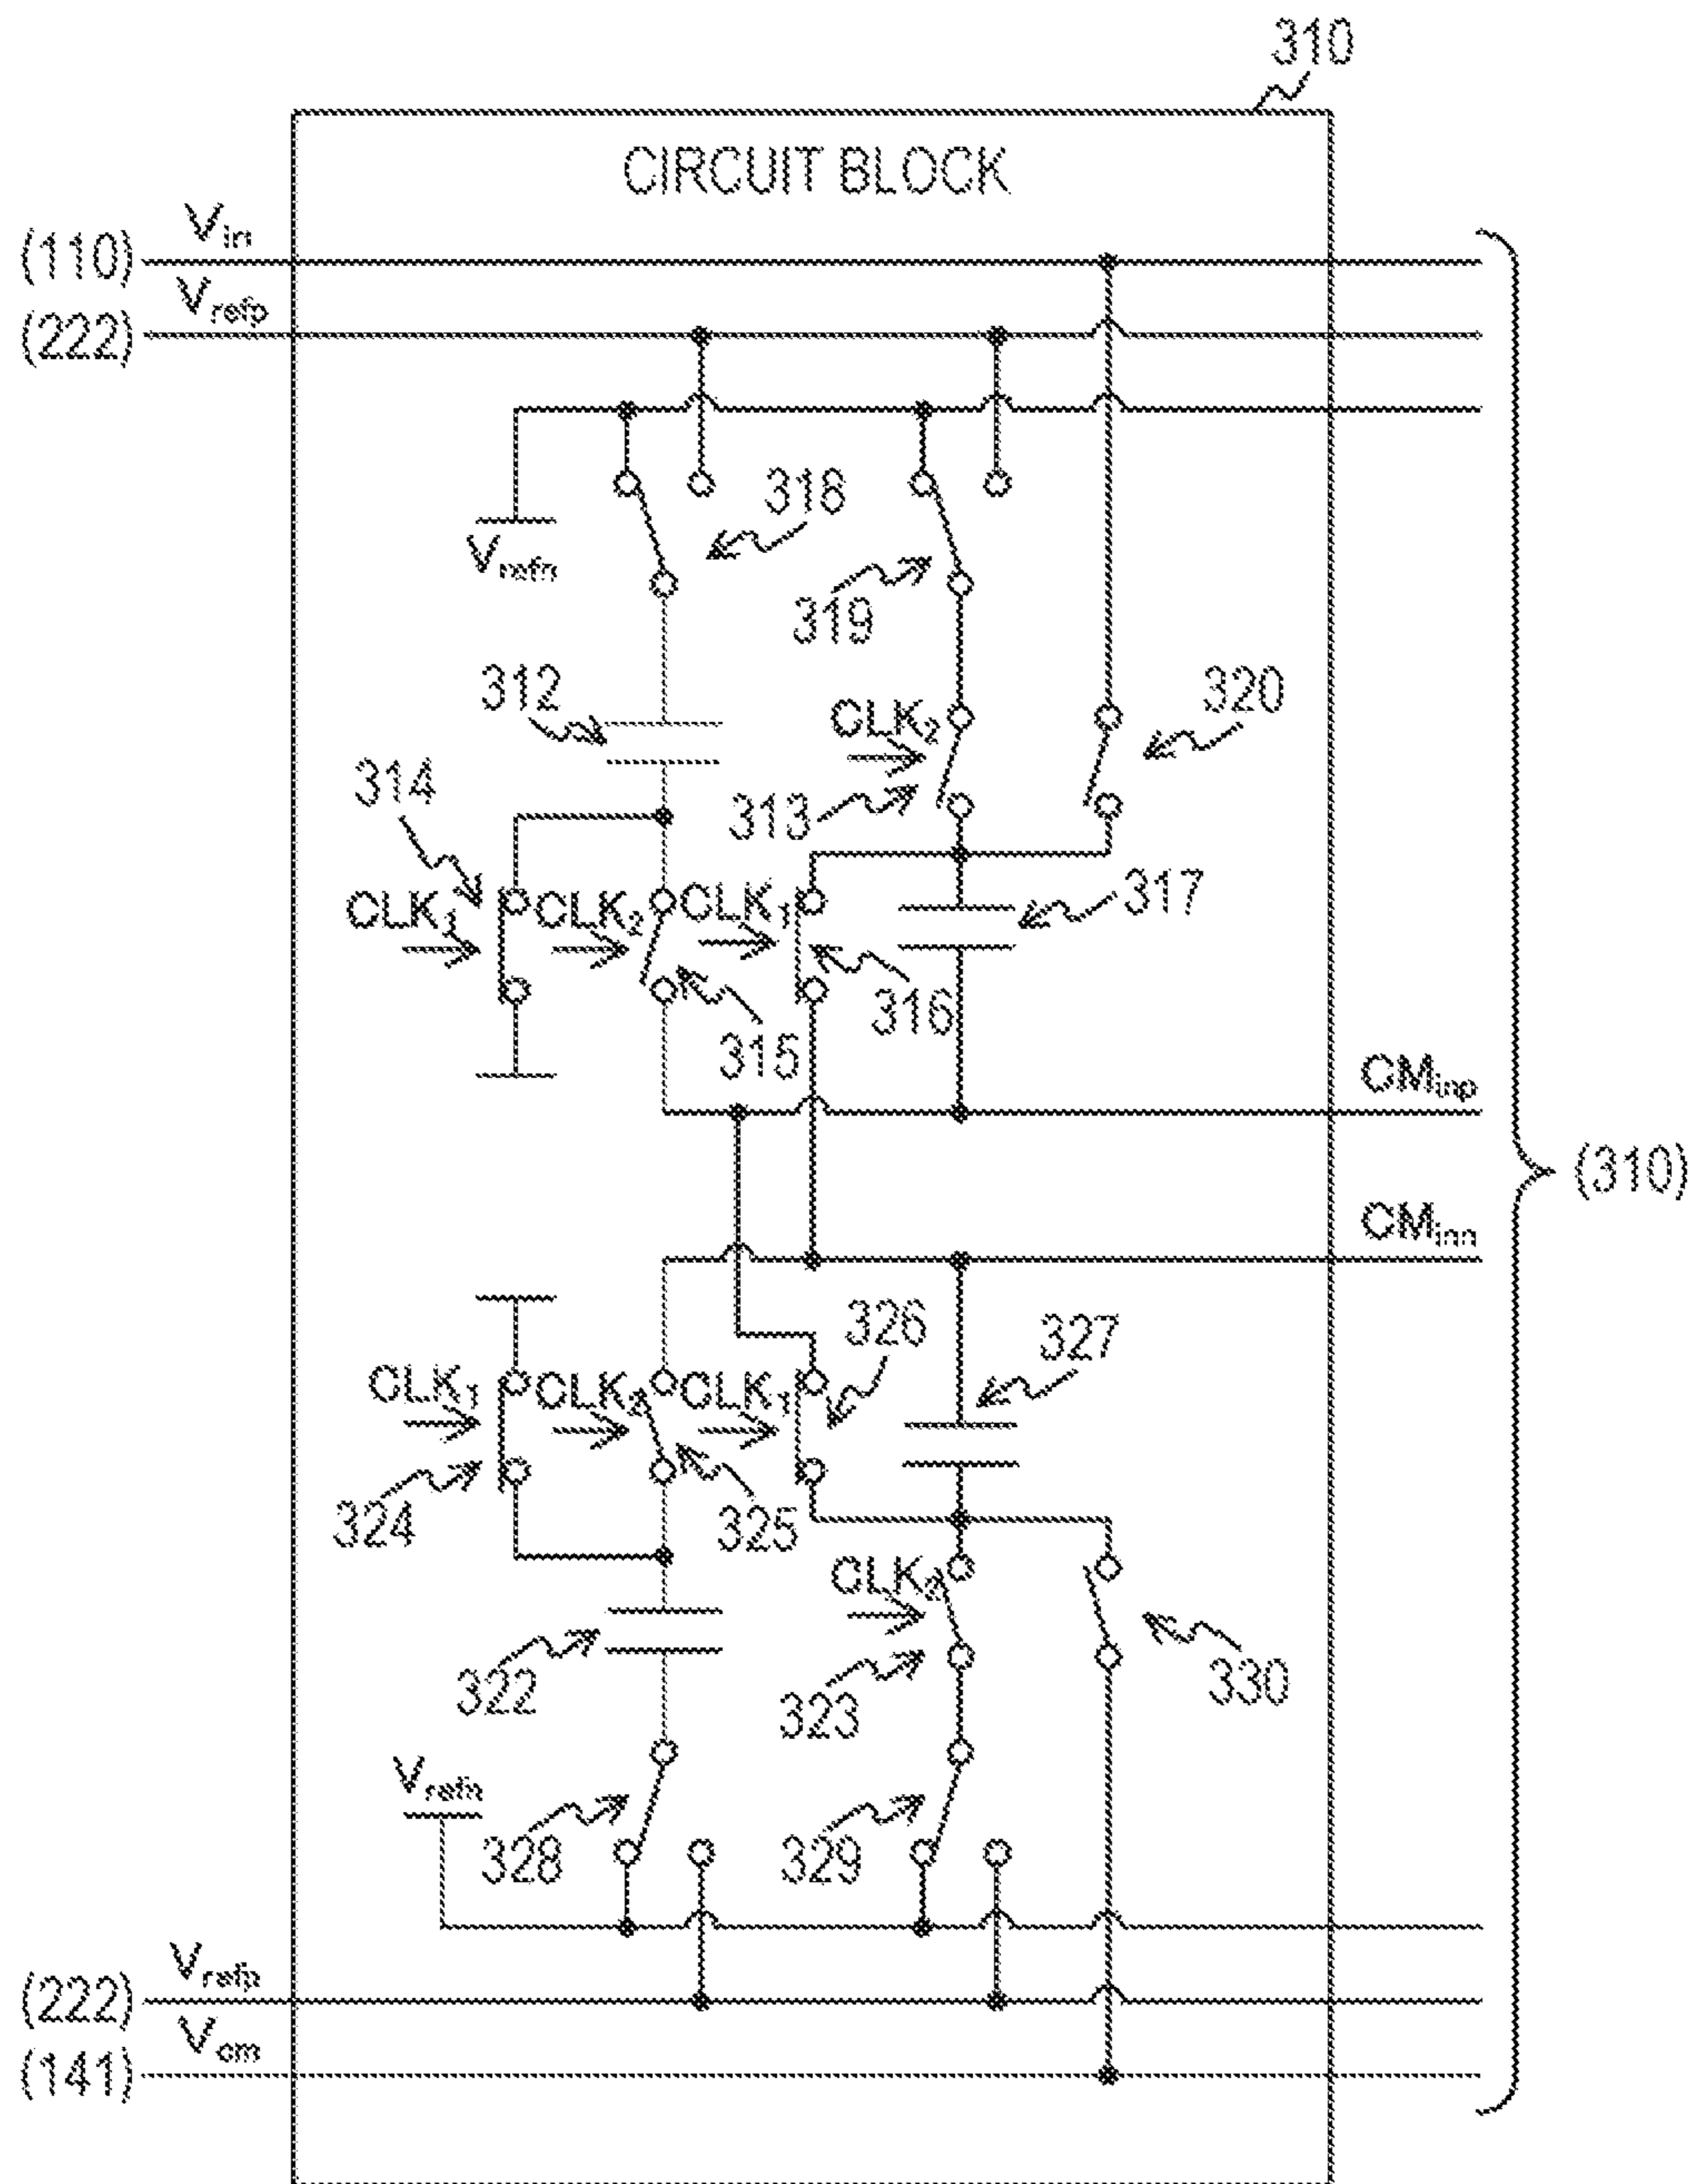 310
CIRCUIT BLOCK
(110) Vin
(222) Vrefp
318
Vrefn
319
312
CLK2
320
314
313
317
CLK1
CLK2
CLK1
316
315
CMinp
(310)
CMinn
326
327
CLK1
CLK2
CLK1
324
325
CLK2
322
323
330
Vrefn
328
329
(222) Vrefp
(141) Vcm